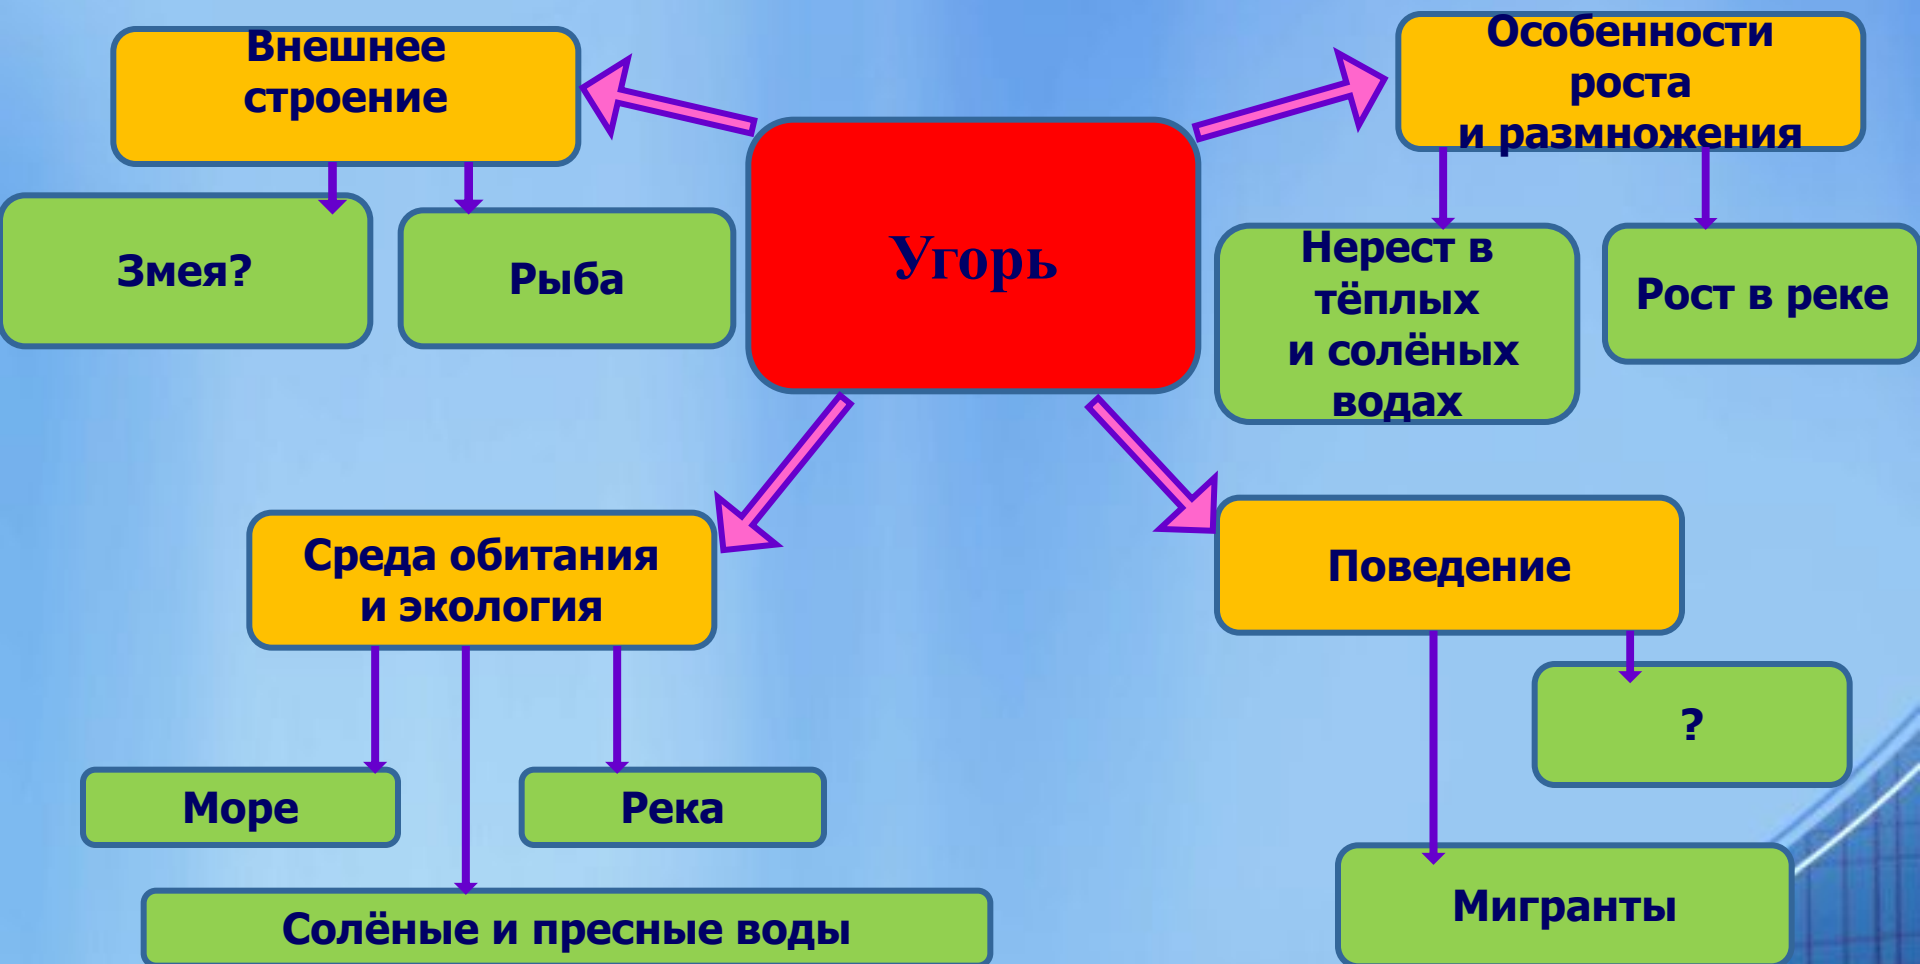 Внешнее
строение
Особенности
роста
и размножения
Змея?
Рыба
Угорь
Нерест в
тёплых
и солёных
водах
Рост в реке
Среда обитания
и экология
Поведение
?
Море
Река
Мигранты
Солёные и пресные воды